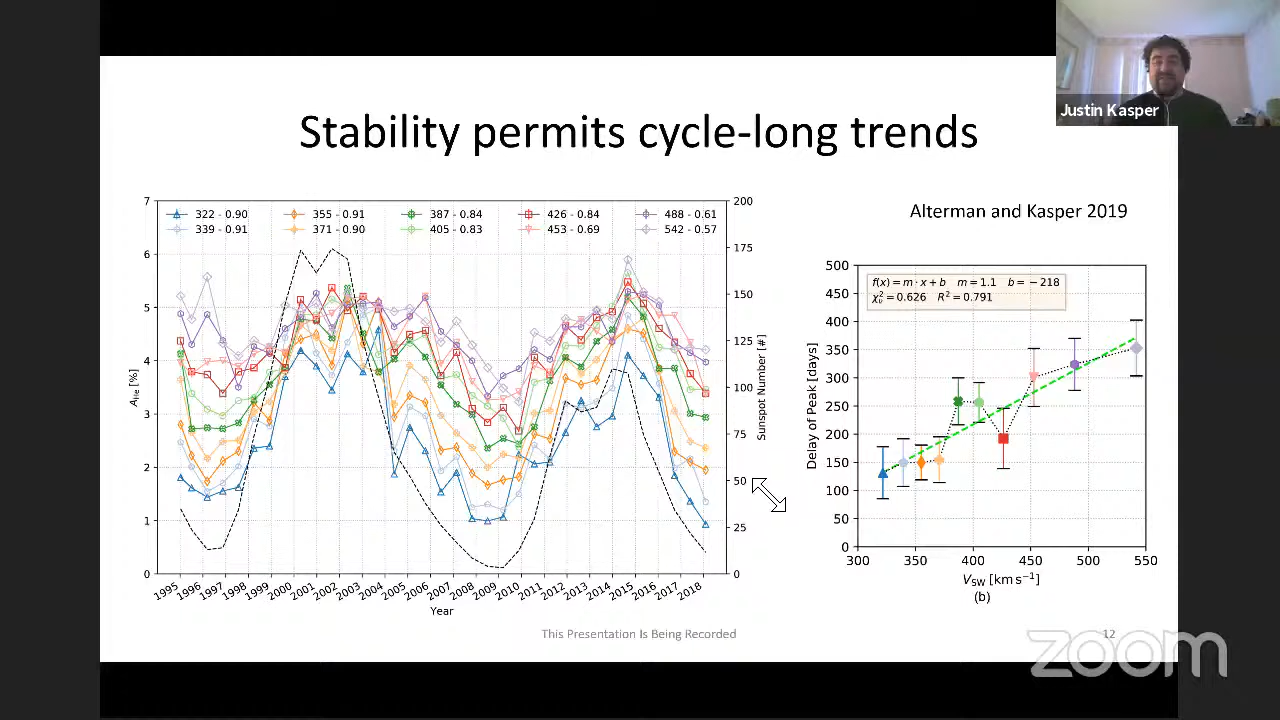 Justin Kasper
Stability permits cycle-long trends
Alterman and Kasper 2019
322 - 0.90
339 - 0.91
355 - 0.91
371 - 0.90
387 - 0.84
405 - 0.83
426 - 0.84
453 - 0.69
488 - 0.61
542 - 0.57
7
6
5
4
3
2
1
0
A_He [%]
200
175
150
125
100
75
50
25
0
Sunspot Number [#]
1995 1996 1997 1998 1999 2000 2001 2002 2003 2004 2005 2006 2007 2008 2009 2010 2011 2012 2013 2014 2015 2016 2017 2018
Year
f(x) = m · x + b m = 1.1 b = −218
R² = 0.791
500
450
400
350
300
250
200
150
100
50
0
Delay of Peak [days]
300 350 400 450 500 550
V_SW [km s⁻¹]
(b)
This Presentation Is Being Recorded
12
zoom